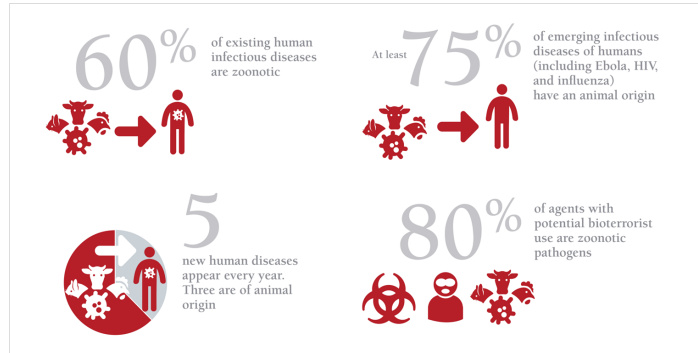 60%
of existing human
infectious diseases
are zoonotic
At least
75%
of emerging infectious
diseases of humans
(including Ebola, HIV,
and influenza)
have an animal origin
5
new human diseases
appear every year.
Three are of animal
origin
80%
of agents with
potential bioterrorist
use are zoonotic
pathogens